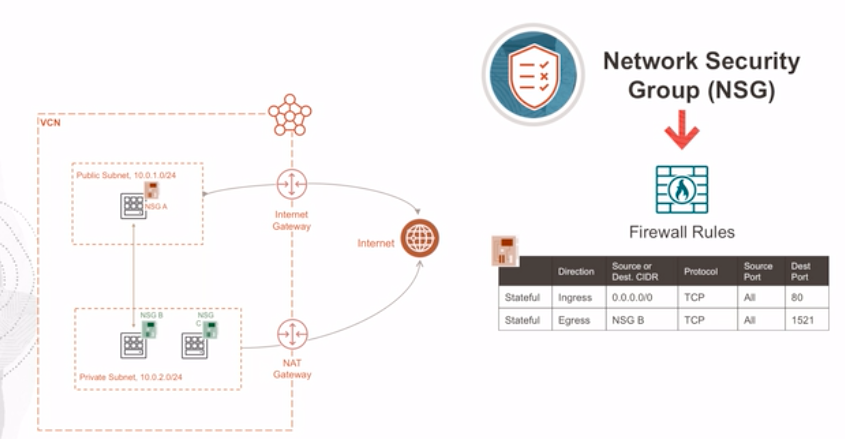 Network Security
Group (NSG)
VCN
Public Subnet, 10.0.1.0/24
NSG A
Internet
Gateway
Internet
NSG B
NSG
C
Private Subnet, 10.0.2.0/24
NAT
Gateway
Firewall Rules
Direction Source or Dest. CIDR Protocol Source Port Dest Port
Stateful Ingress 0.0.0.0/0 TCP All 80
Stateful Egress NSG B TCP All 1521